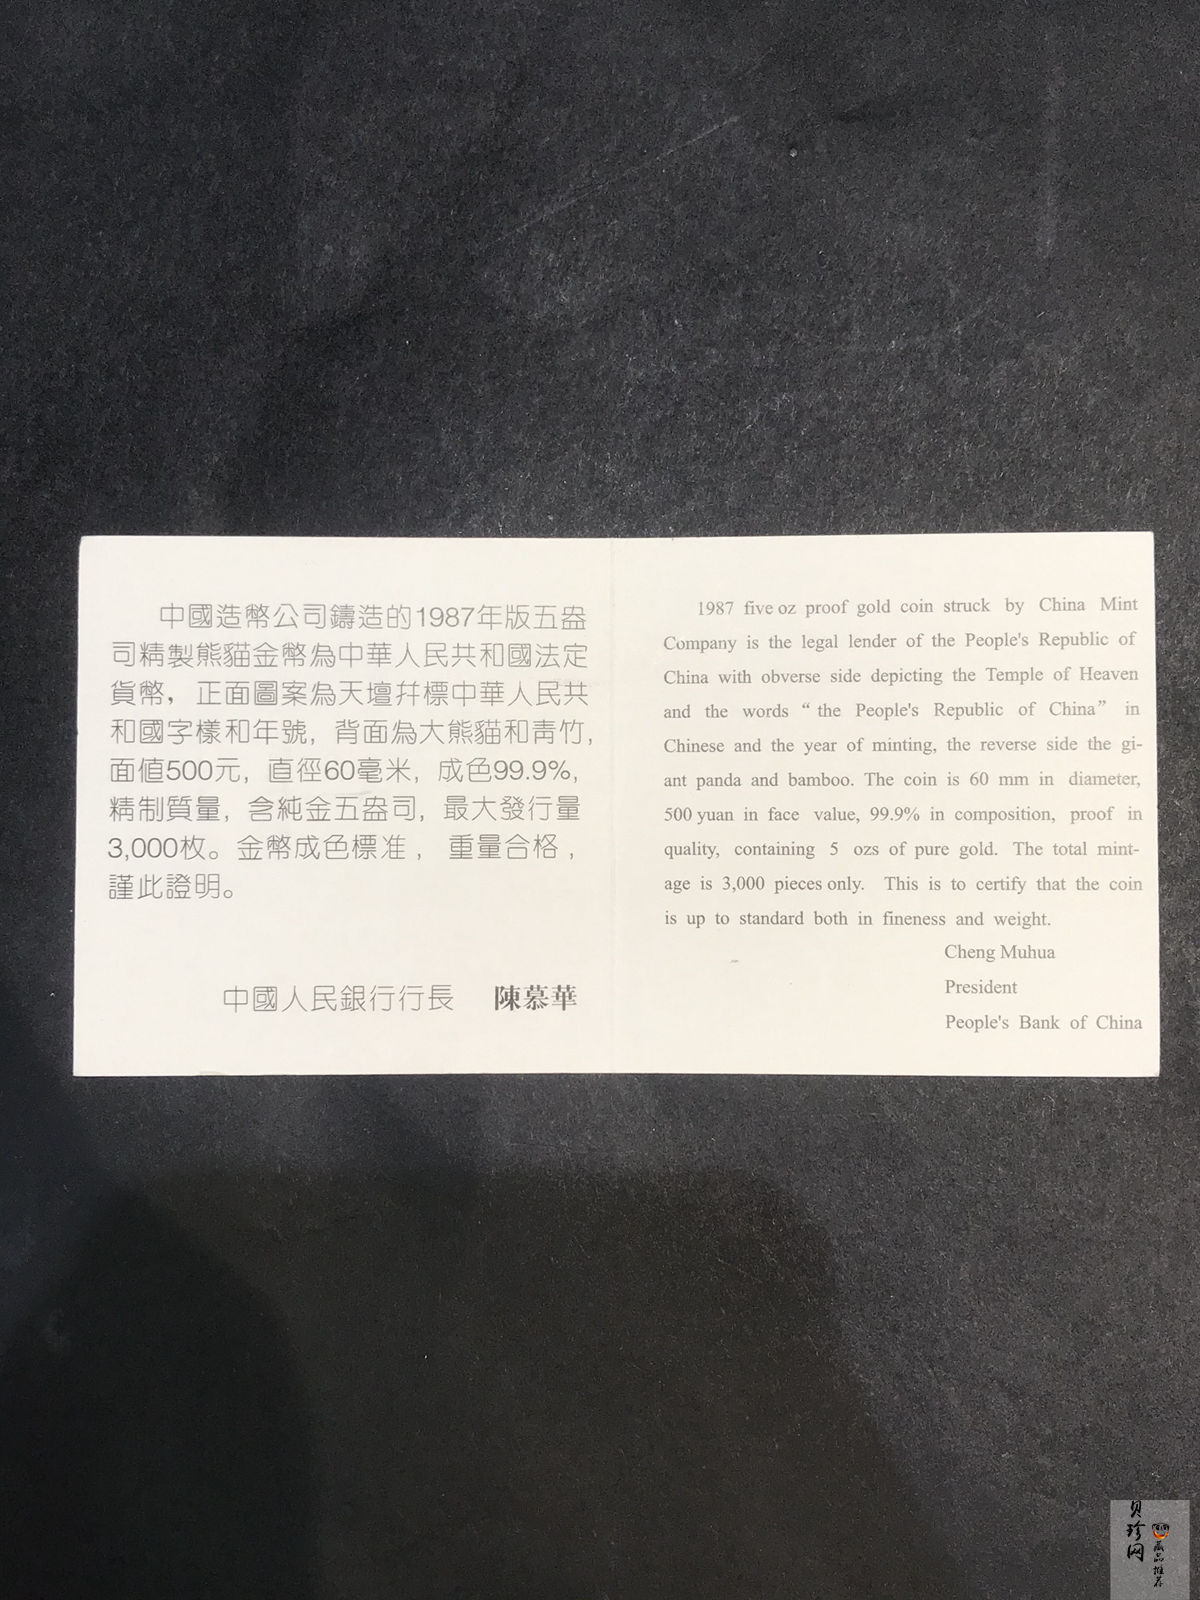 中國造幣公司鑄造的1987年版五盎
司精製熊貓金幣為中華人民共和國法定
貨幣，正面圖案為天壇幷標中華人民共
和國字樣和年號，背面為大熊貓和靑竹，
面值500元，直徑60毫米，成色99.9%，
精制質量，含純金五盎司，最大發行量
3,000枚。金幣成色標准，重量合格，
謹此證明。
中國人民銀行行長 陳慕華
1987 five oz proof gold coin struck by China Mint
Company is the legal lender of the People's Republic of
China with obverse side depicting the Temple of Heaven
and the words “the People's Republic of China” in
Chinese and the year of minting, the reverse side the gi-
ant panda and bamboo. The coin is 60 mm in diameter,
500 yuan in face value, 99.9% in composition, proof in
quality, containing 5 ozs of pure gold. The total mint-
age is 3,000 pieces only. This is to certify that the coin
is up to standard both in fineness and weight.
Cheng Muhua
President
People's Bank of China
贝珍网
藏品推荐